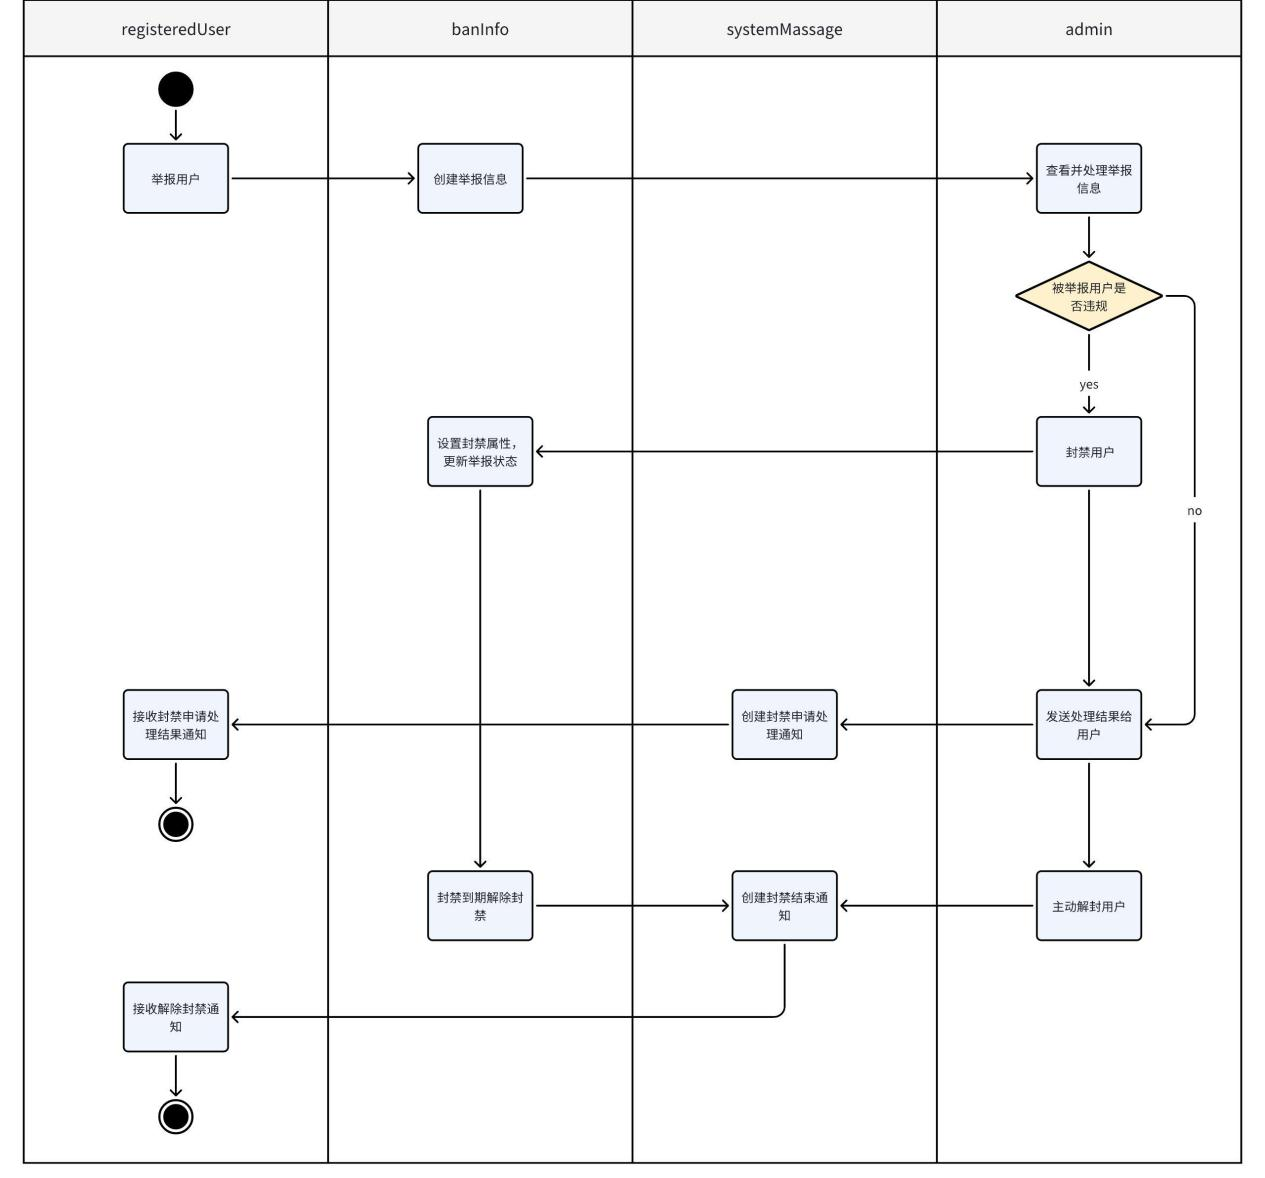 registeredUser
banInfo
systemMassage
admin
举报用户
创建举报信息
查看并处理举报
信息
被举报用户是
否违规
yes
设置封禁属性，
更新举报状态
封禁用户
no
接收封禁申请处
理结果通知
创建封禁申请处
理通知
发送处理结果给
用户
封禁到期解除封
禁
创建封禁结束通
知
主动解封用户
接收解除封禁通
知